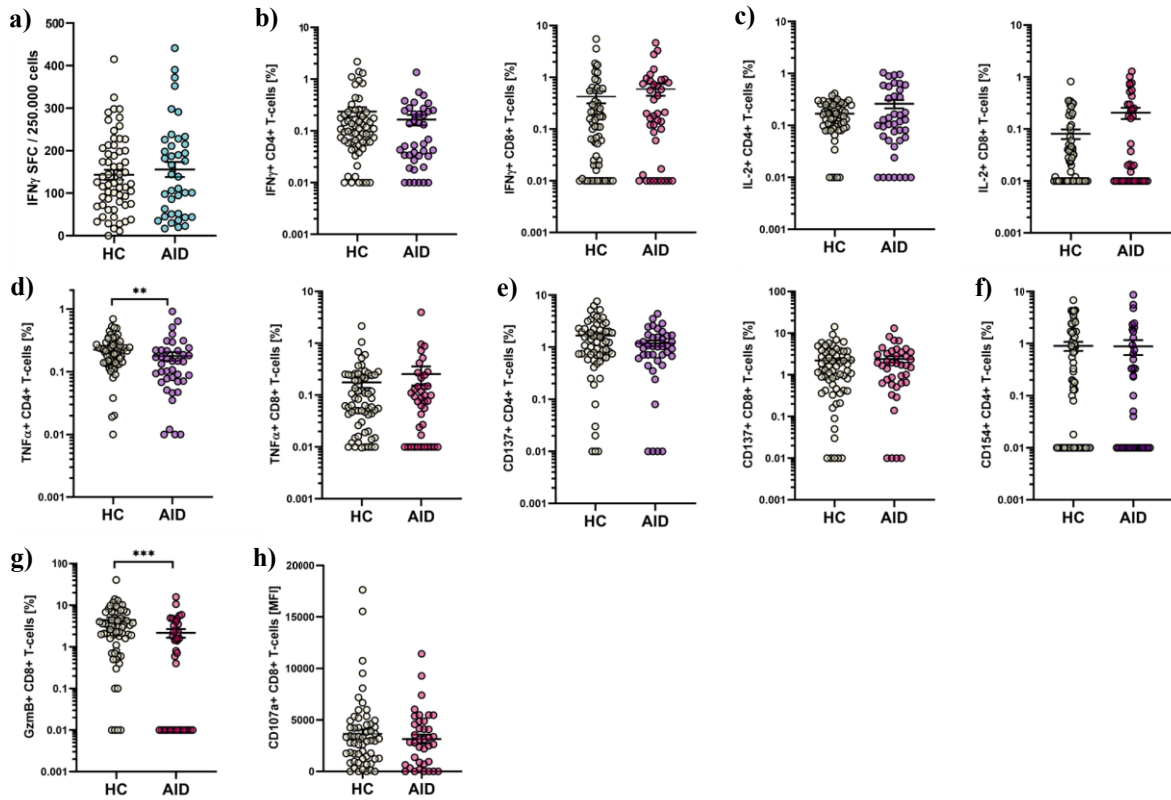 a)
IFNγ SFC / 250.000 cells
500
400
300
200
100
0
HC AID
b)
IFNγ+ CD4+ T-cells [%]
10
1
0.1
0.01
0.001
HC AID
IFNγ+ CD8+ T-cells [%]
10
1
0.1
0.01
0.001
HC AID
c)
IL-2+ CD4+ T-cells [%]
10
1
0.1
0.01
0.001
HC AID
IL-2+ CD8+ T-cells [%]
10
1
0.1
0.01
0.001
HC AID
d)
**
TNFα+ CD4+ T-cells [%]
1
0.1
0.01
0.001
HC AID
TNFα+ CD8+ T-cells [%]
10
1
0.1
0.01
0.001
HC AID
e)
CD137+ CD4+ T-cells [%]
10
1
0.1
0.01
0.001
HC AID
CD137+ CD8+ T-cells [%]
100
10
1
0.1
0.01
0.001
HC AID
f)
CD154+ CD4+ T-cells [%]
10
1
0.1
0.01
0.001
HC AID
g)
***
GzmB+ CD8+ T-cells [%]
100
10
1
0.1
0.01
0.001
HC AID
h)
CD107a+ CD8+ T-cells [MFI]
20000
15000
10000
5000
0
HC AID